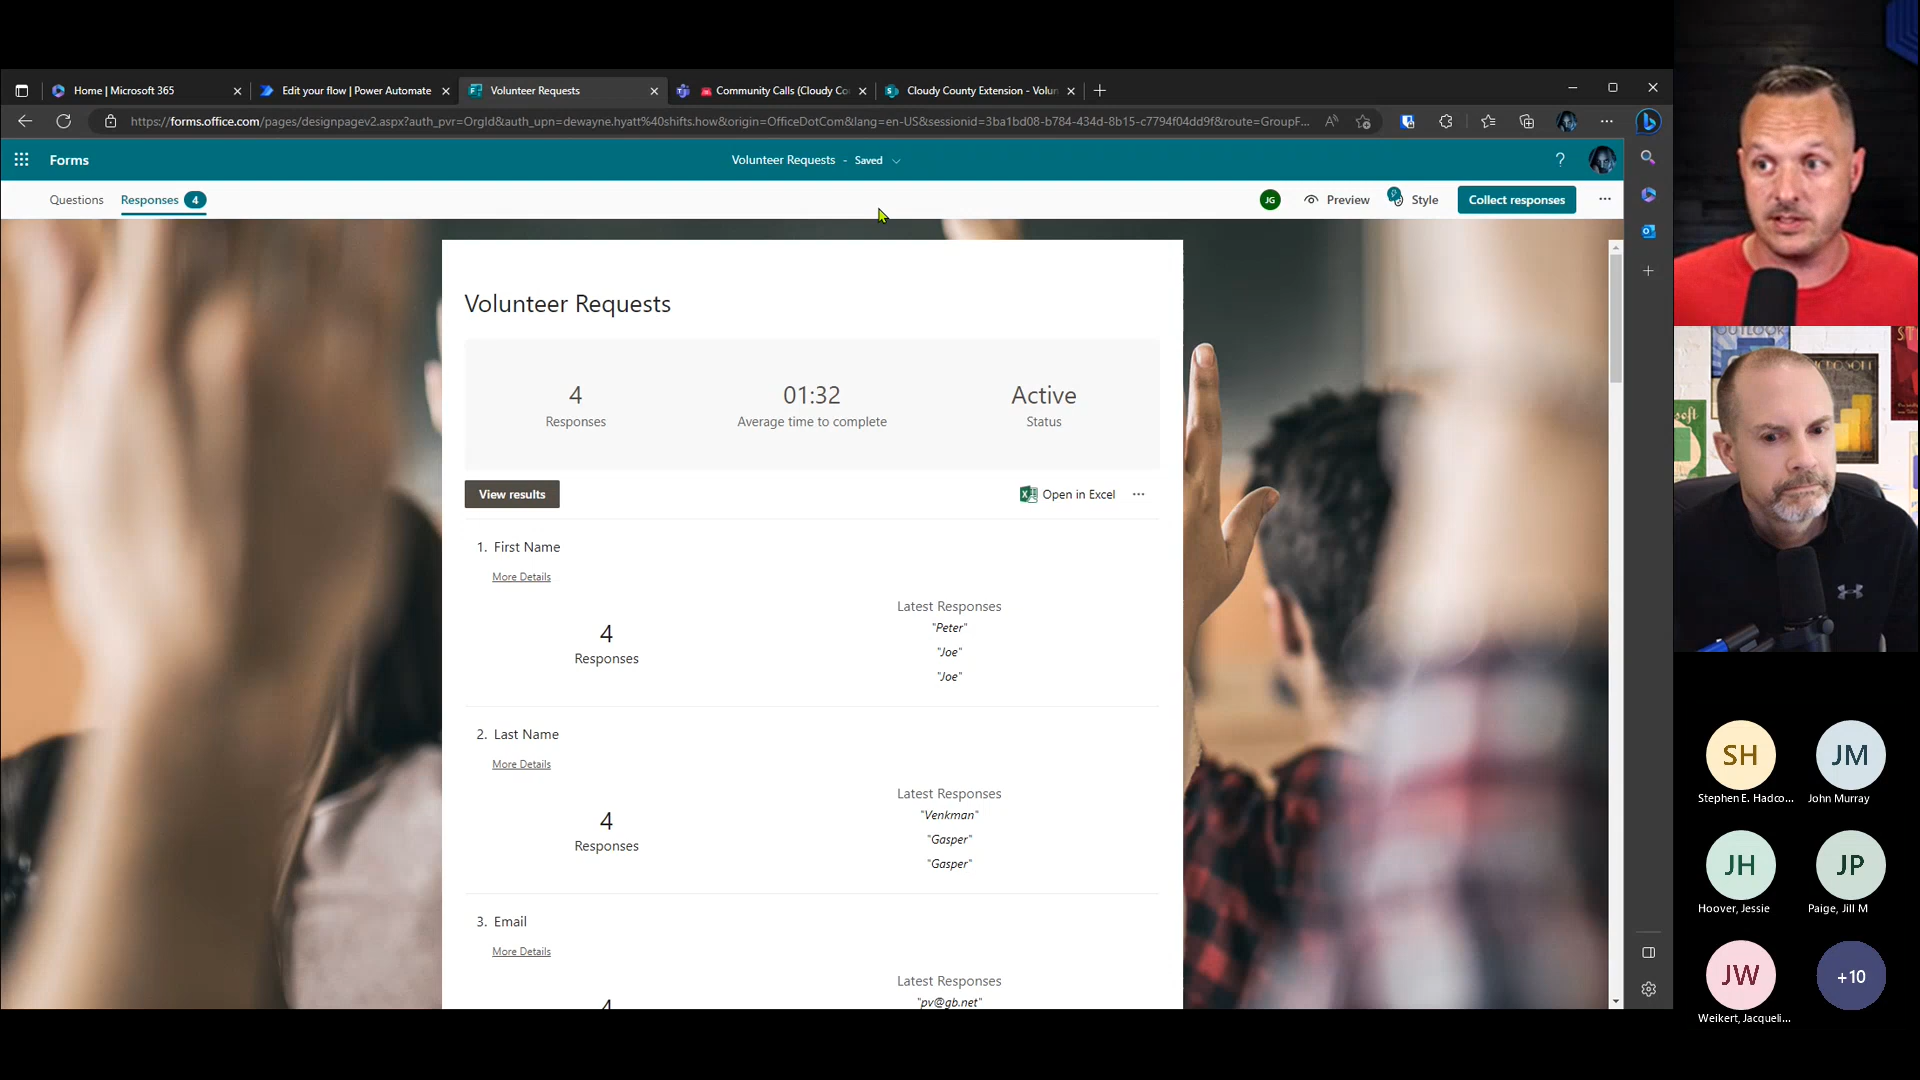 Home | Microsoft 365
Edit your flow | Power Automate
Volunteer Requests
Community Calls (Cloudy Co
Cloudy County Extension - Volun
https://forms.office.com/pages/designpagev2.aspx?auth_pvr=OrgId&auth_upn=dewayne.hyatt%40shifts.how&origin=OfficeDotCom&lang=en-US&sessionid=3ba1bd08-b784-434d-8b15-c7794f04dd9f&route=GroupF...
Forms
Volunteer Requests - Saved
?
Questions
Responses 4
JG
Preview
Style
Collect responses
Volunteer Requests
4
Responses
01:32
Average time to complete
Active
Status
View results
Open in Excel
1. First Name
More Details
4
Responses
Latest Responses
"Peter"
"Joe"
"Joe"
2. Last Name
More Details
4
Responses
Latest Responses
"Venkman"
"Gasper"
"Gasper"
3. Email
More Details
4
Latest Responses
"pv@gb.net"
OUTLOOK
SH
Stephen E. Hadco...
JM
John Murray
JH
Hoover, Jessie
JP
Paige, Jill M
JW
Weikert, Jacqueli...
+10